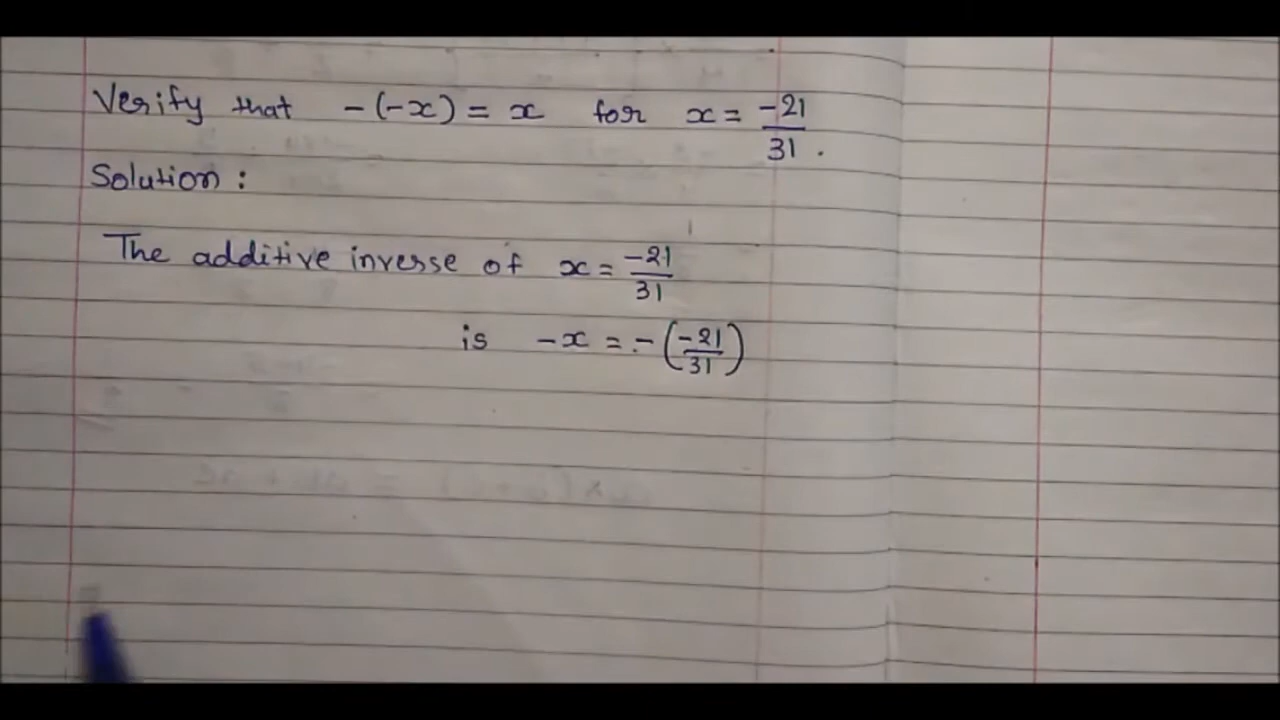 Verify that -(-x) = x for x = -21/31.
Solution:
The additive inverse of x = -21/31
is -x = -(-21/31)